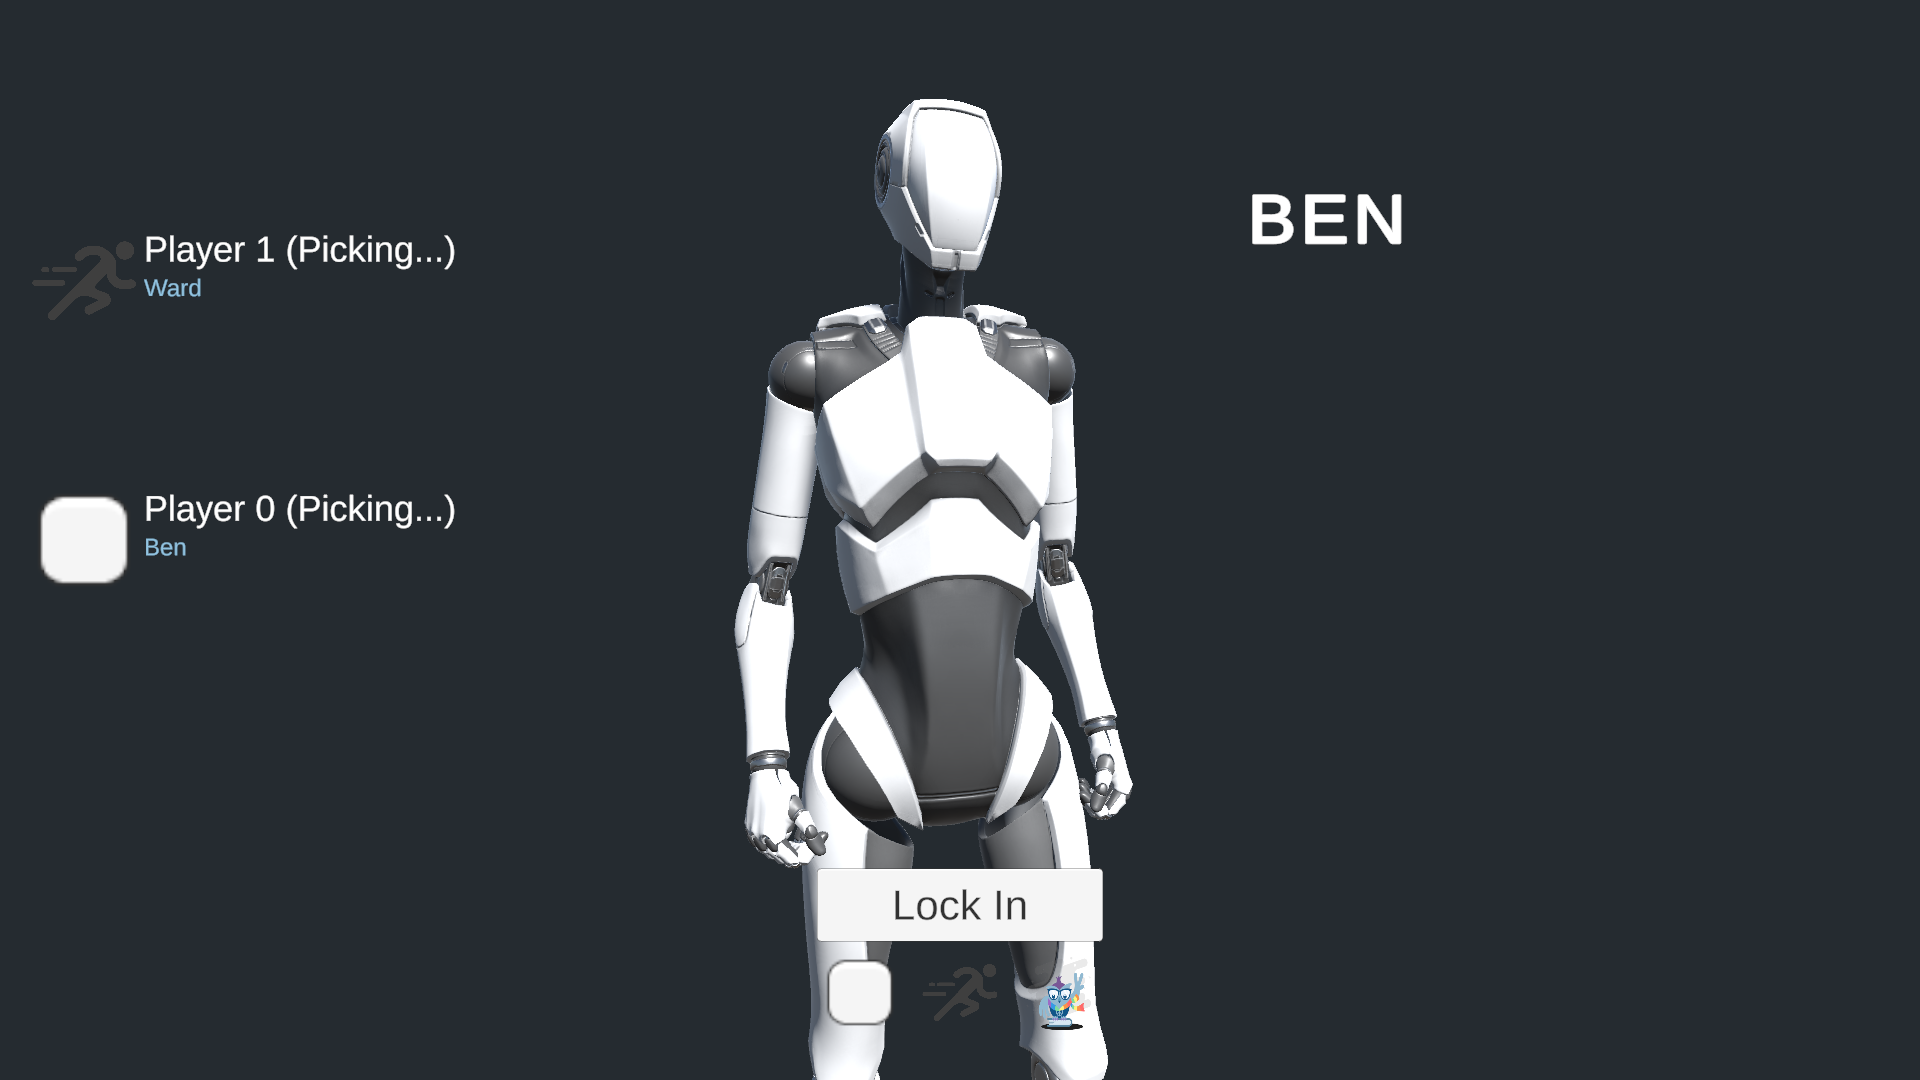 BEN
Player 1 (Picking...)
Ward
Player 0 (Picking...)
Ben
Lock In